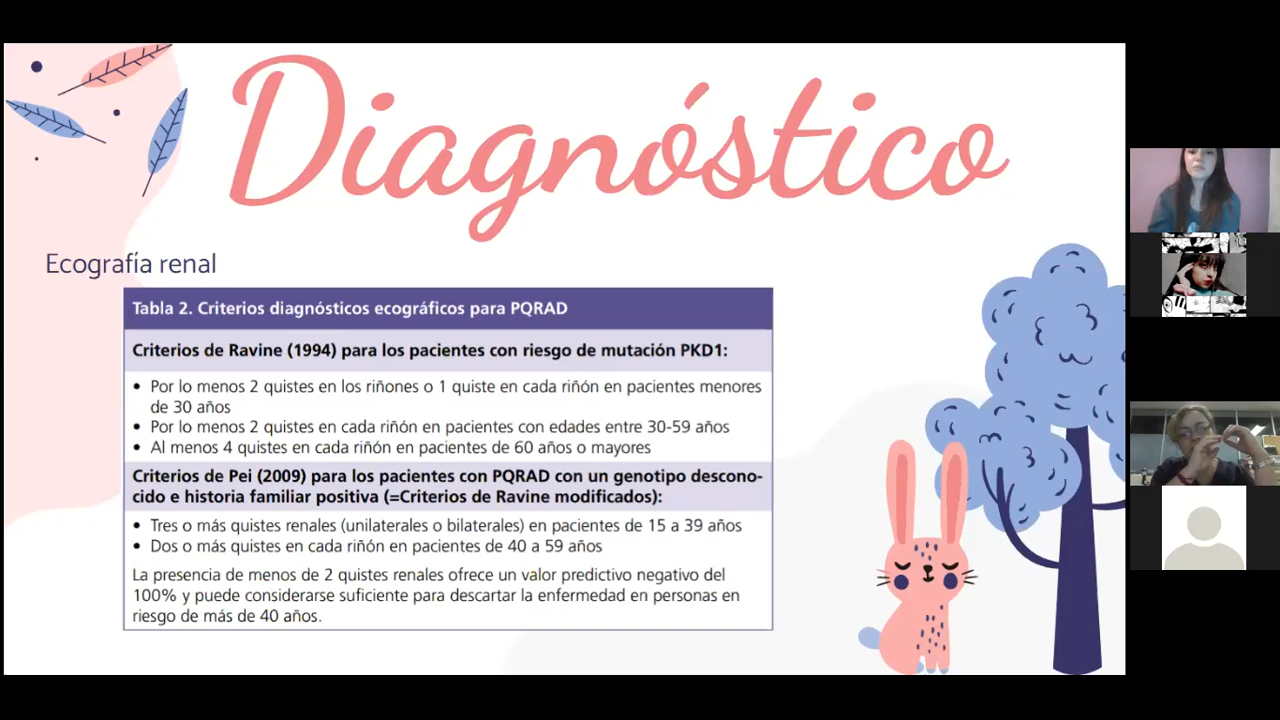 Diagnóstico
Ecografía renal
Tabla 2. Criterios diagnósticos ecográficos para PQRAD
Criterios de Ravine (1994) para los pacientes con riesgo de mutación PKD1:
• Por lo menos 2 quistes en los riñones o 1 quiste en cada riñón en pacientes menores
de 30 años
• Por lo menos 2 quistes en cada riñón en pacientes con edades entre 30-59 años
• Al menos 4 quistes en cada riñón en pacientes de 60 años o mayores
Criterios de Pei (2009) para los pacientes con PQRAD con un genotipo descono-
cido e historia familiar positiva (=Criterios de Ravine modificados):
• Tres o más quistes renales (unilaterales o bilaterales) en pacientes de 15 a 39 años
• Dos o más quistes en cada riñón en pacientes de 40 a 59 años
La presencia de menos de 2 quistes renales ofrece un valor predictivo negativo del
100% y puede considerarse suficiente para descartar la enfermedad en personas en
riesgo de más de 40 años.